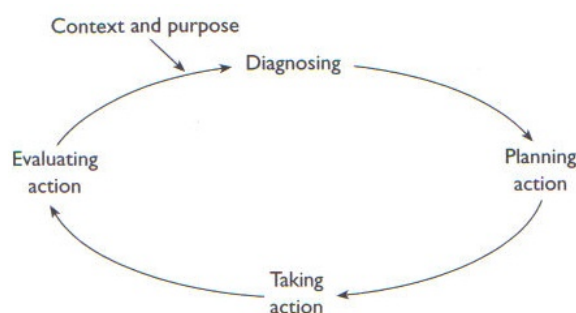 Context and purpose
Diagnosing
Evaluating
action
Planning
action
Taking
action